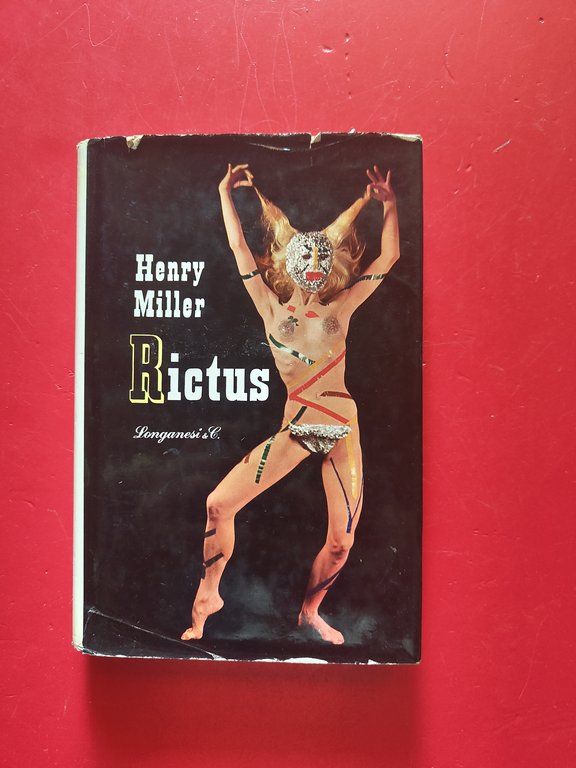 Henry
Miller
Rictus
Longanesi & C.